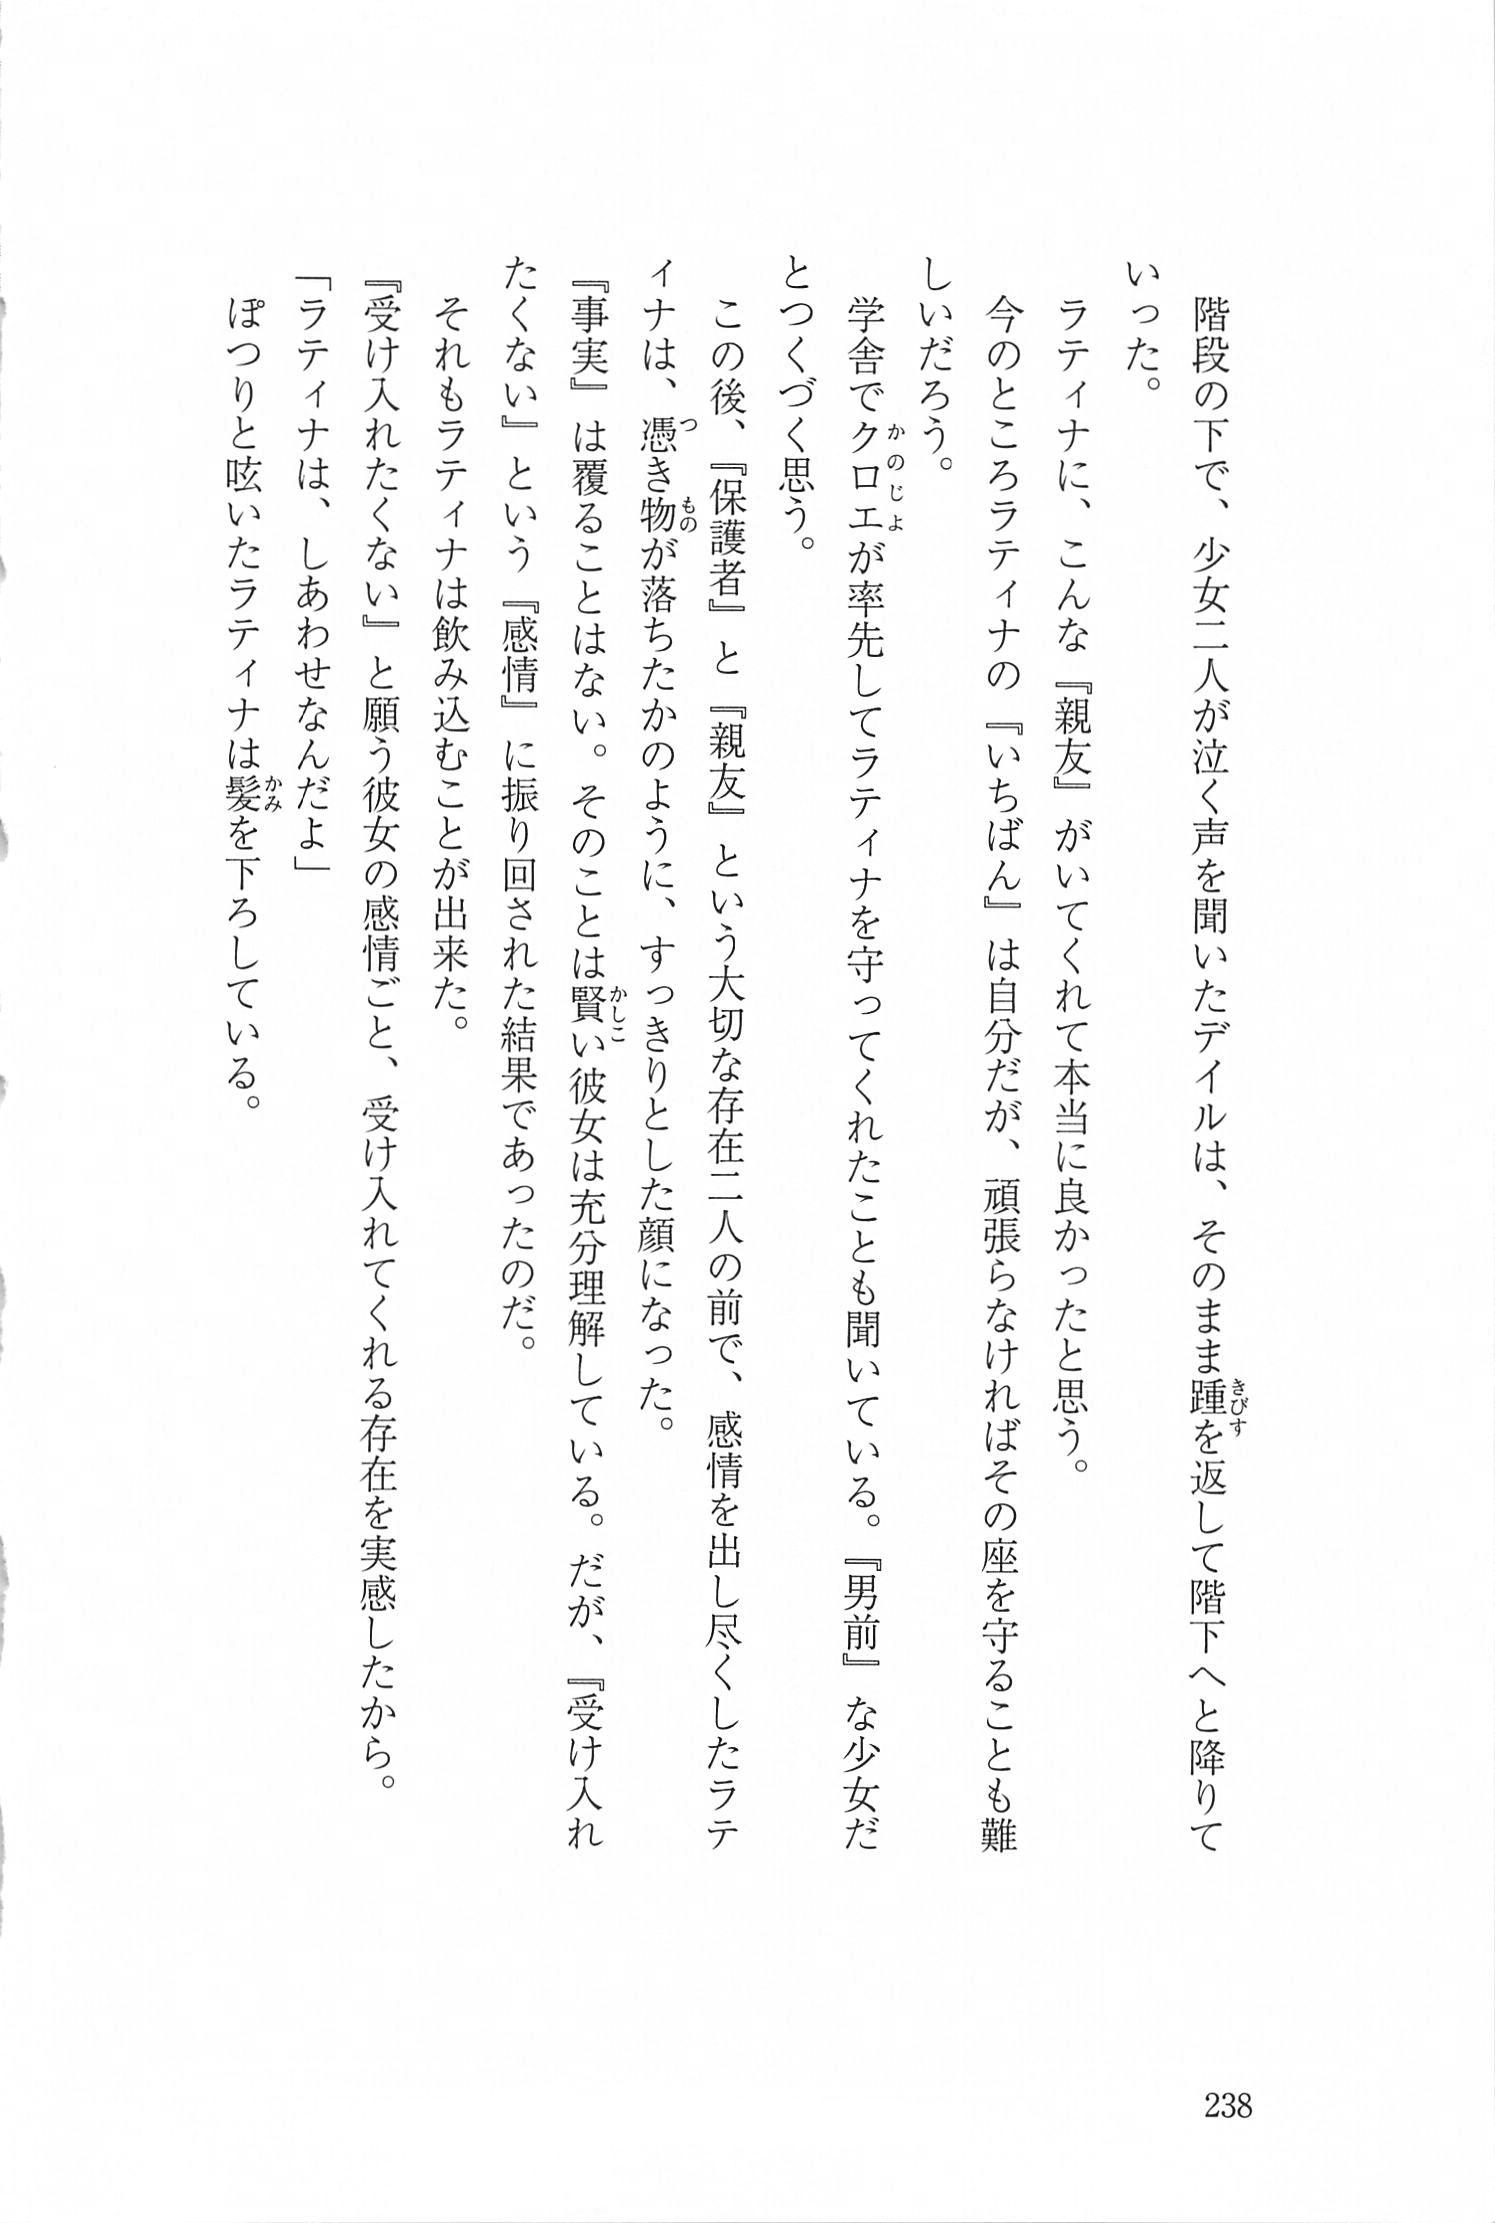 階段の下で、少女二人が泣く声を聞いたデイルは、そのまま踵を返して階下へと降りて
いった。
ラティナに、こんな『親友』がいてくれて本当に良かったと思う。
今のところラティナの『いちばん』は自分だが、頑張らなければその座を守ることも難
しいだろう。
学舎でクロエが率先してラティナを守ってくれたことも聞いている。『男前』な少女だ
とつくづく思う。
この後、『保護者』と『親友』という大切な存在二人の前で、感情を出し尽くしたラテ
ィナは、憑き物が落ちたかのように、すっきりとした顔になった。
『事実』は覆ることはない。そのことは賢い彼女は充分理解している。だが、『受け入れ
たくない』という『感情』に振り回された結果であったのだ。
それもラティナは飲み込むことが出来た。
『受け入れたくない』と願う彼女の感情ごと、受け入れてくれる存在を実感したから。
「ラティナは、しあわせなんだよ」
ぽつりと呟いたラティナは髪を下ろしている。
きびす
かのじよ
つ
もの
かしこ
かみ
238